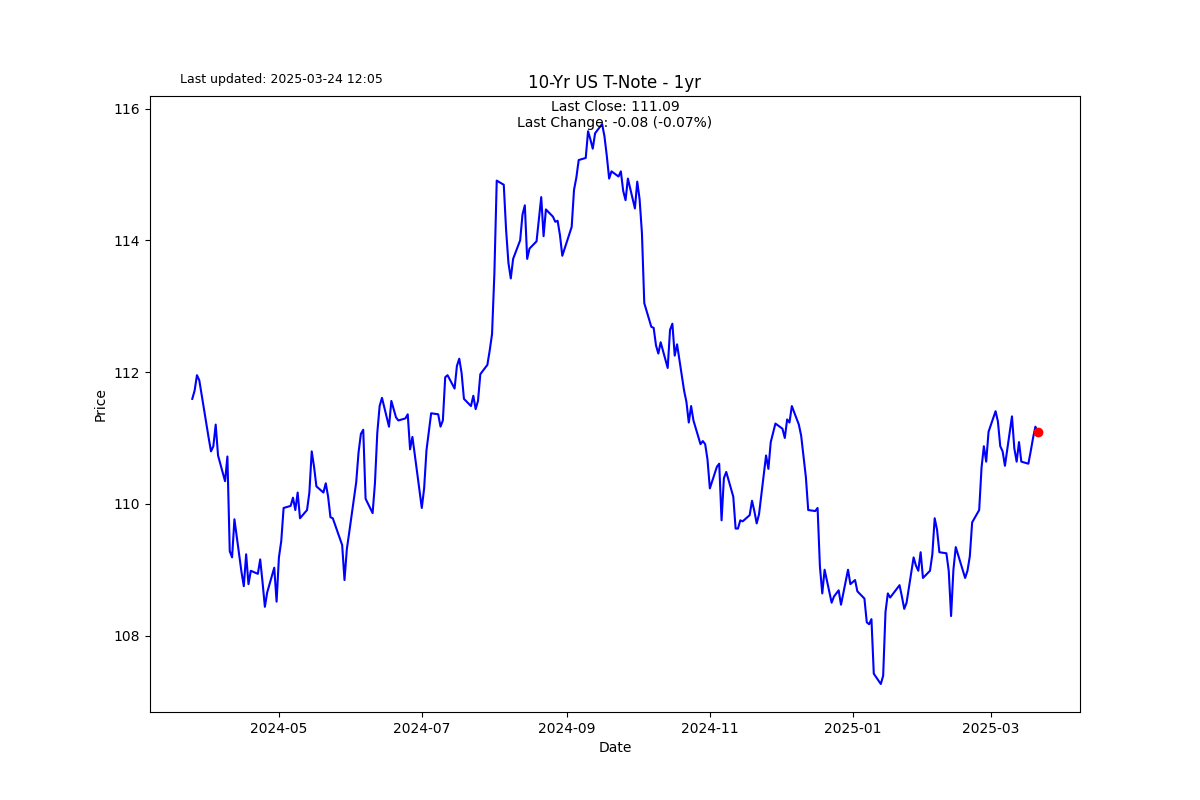 Last updated: 2025-03-24 12:05
10-Yr US T-Note - 1yr
Last Close: 111.09
Last Change: -0.08 (-0.07%)
116
114
112
110
108
Price
2024-05
2024-07
2024-09
2024-11
2025-01
2025-03
Date